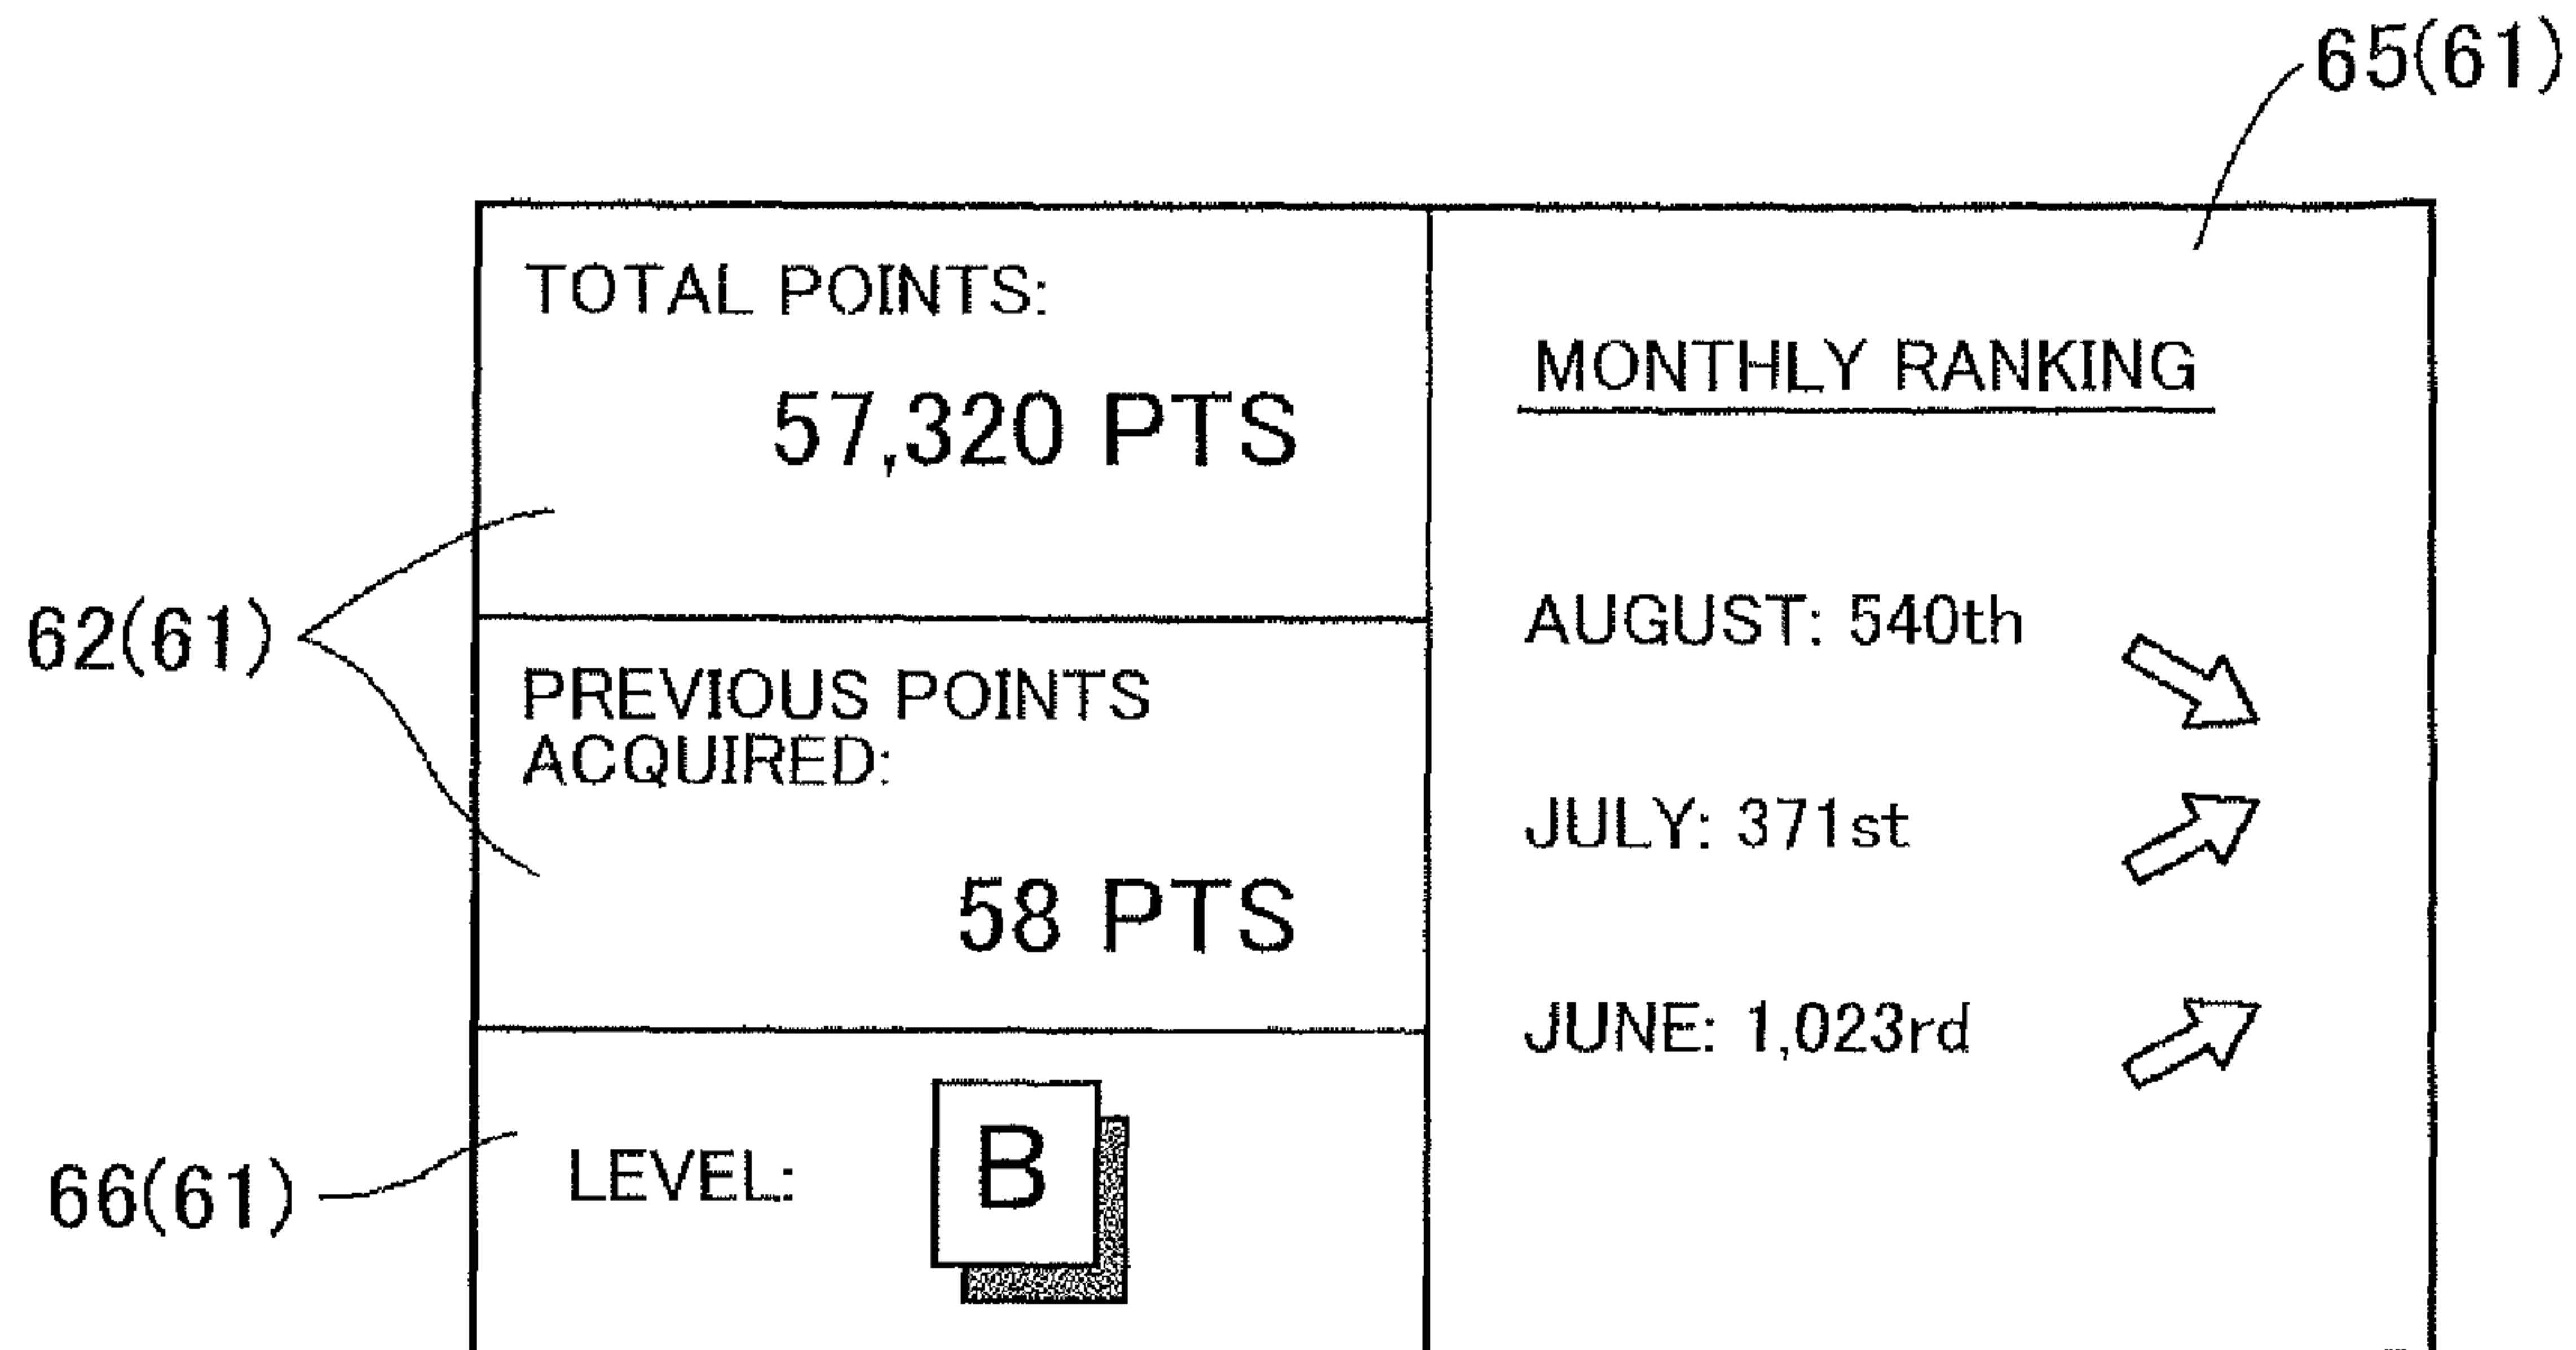 65(61)
TOTAL POINTS:
57,320 PTS
62(61)
PREVIOUS POINTS
ACQUIRED:
58 PTS
66(61)
LEVEL:
B
MONTHLY RANKING
AUGUST: 540th
JULY: 371st
JUNE: 1,023rd